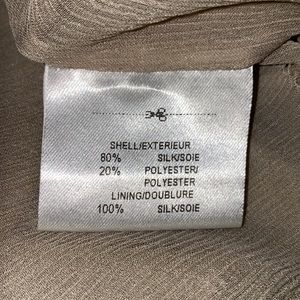 SHELL/EXTERIEUR
80% SILK/SOIE
20% POLYESTER/
POLYESTER
LINING/DOUBLURE
100% SILK/SOIE